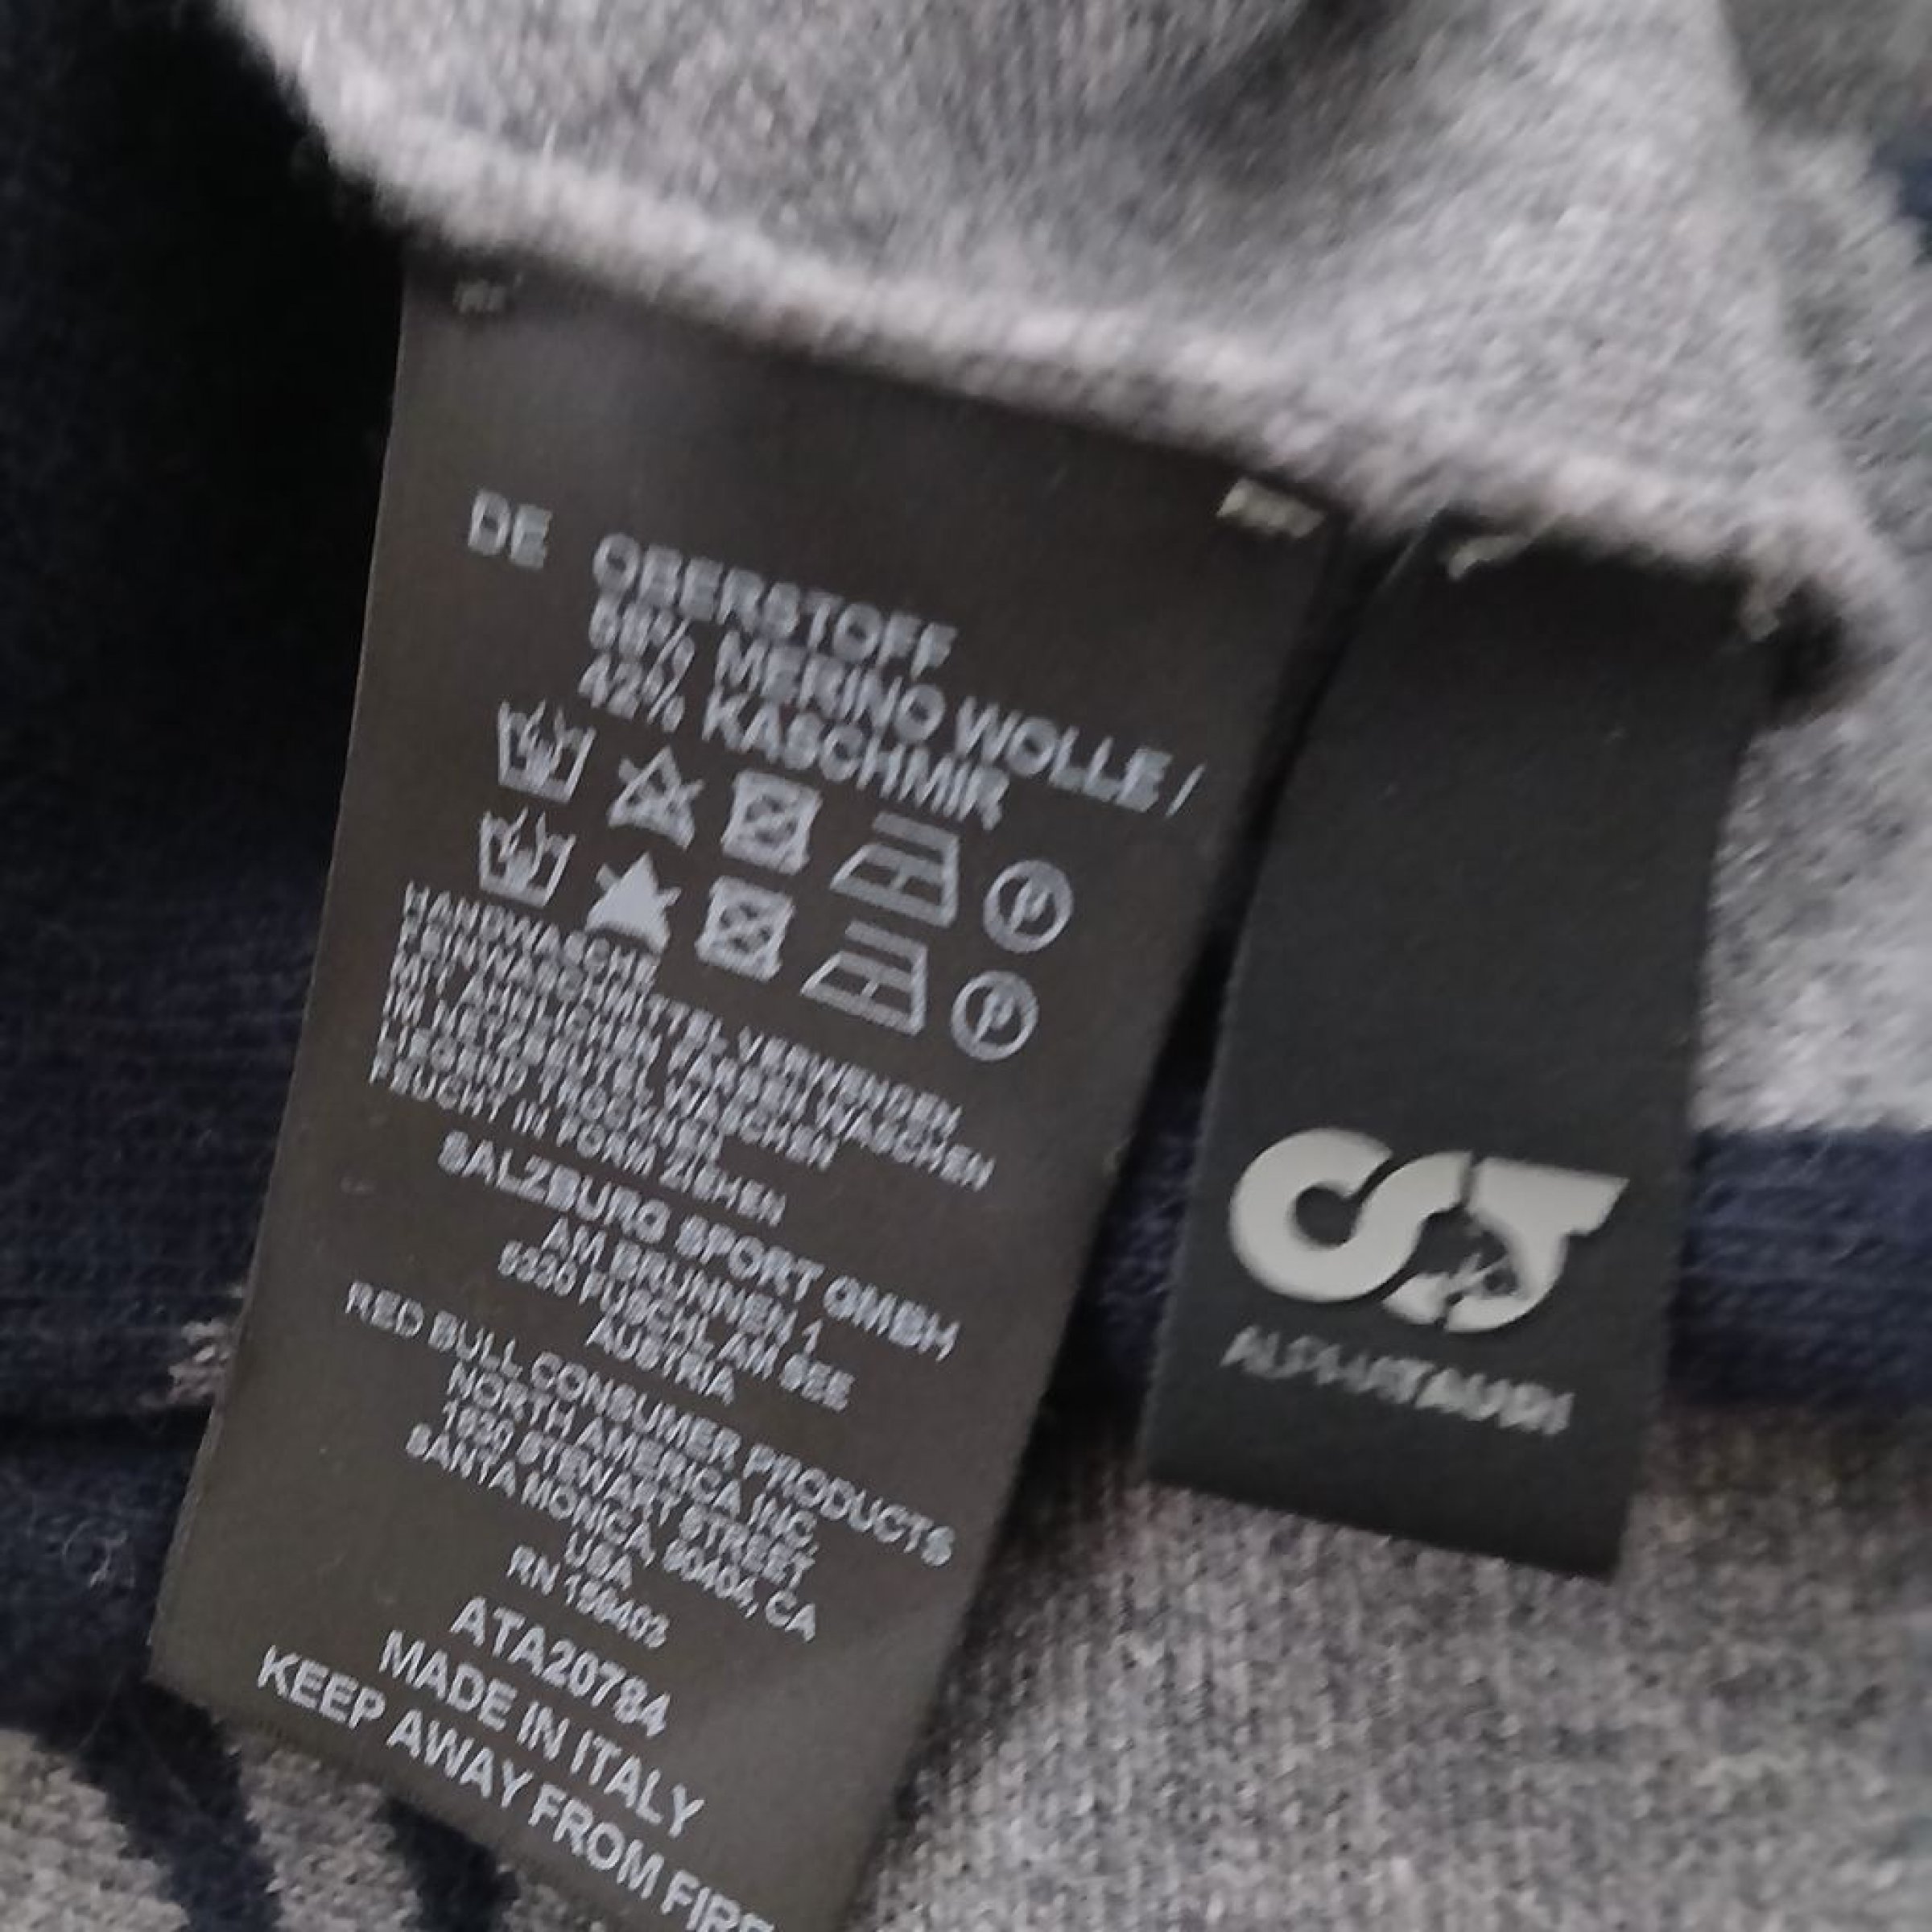 DE OBERSTOFF
58% MERINO WOLLE /
42% KASCHMIR
P
P
HANDWÄSCHE
FEINWASCHMITTEL VERWENDEN
MIT ÄHNLICHEN FARBEN WASCHEN
IM NETZBEUTEL WASCHEN
LIEGEND TROCKNEN
FEUCHT IN FORM ZIEHEN
SALZBURG SPORT GMBH
AM BRUNNEN 1
5330 FUSCHL AM SEE
AUSTRIA
RED BULL CONSUMER PRODUCTS
NORTH AMERICA, INC.
1630 STEWART STREET
SANTA MONICA, 90404, CA
USA
RN 
ATA20784
MADE IN ITALY
KEEP AWAY FROM FIRE
ALPHATAURI